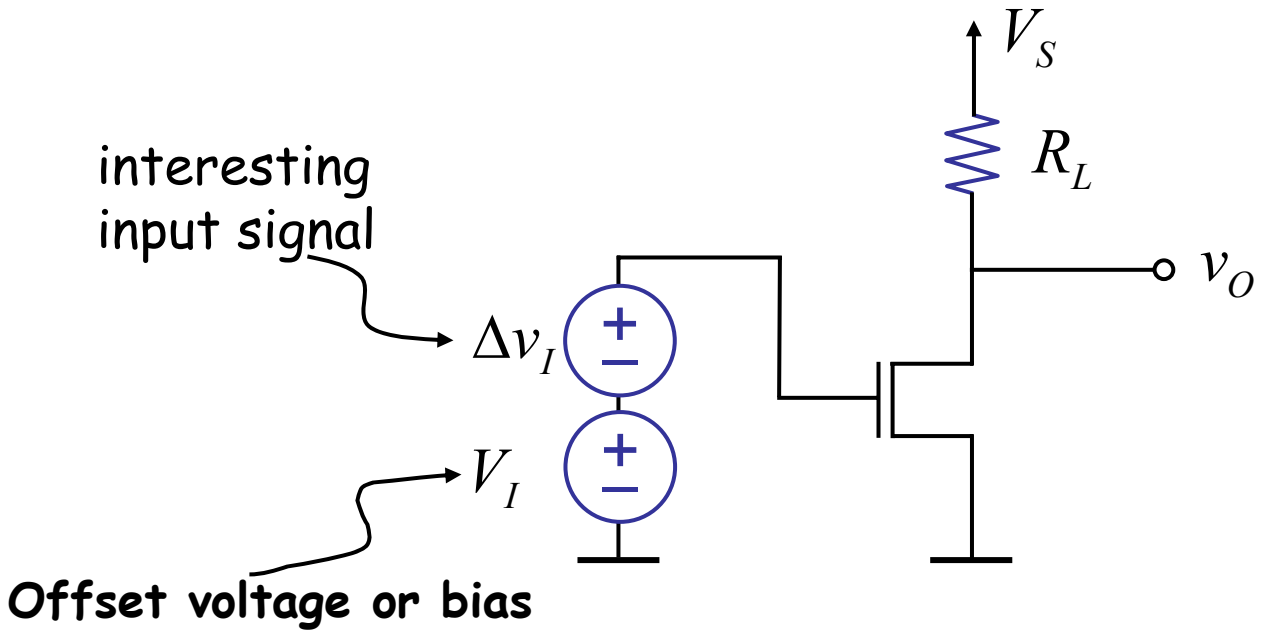 V_S
R_L
interesting
input signal
v_O
Δv_I
+
−
V_I
+
−
Offset voltage or bias